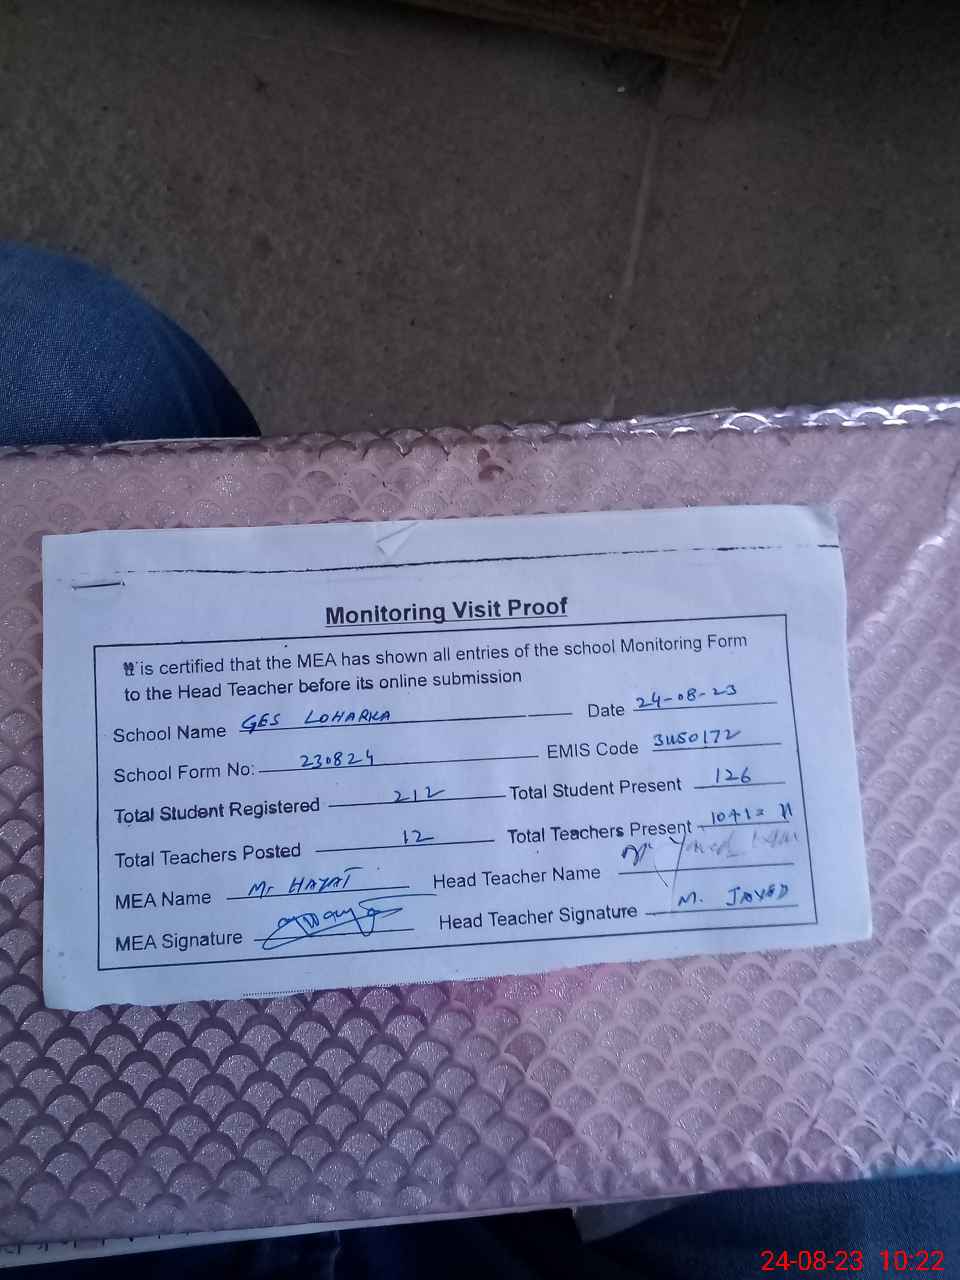 Monitoring Visit Proof
It is certified that the MEA has shown all entries of the school Monitoring Form
to the Head Teacher before its online submission
School Name GES LOHARKA Date 24-08-23
School Form No: 230824 EMIS Code 3450172
Total Student Registered 212 Total Student Present 126
Total Teachers Posted 12 Total Teachers Present
MEA Name Mr HAYAT Head Teacher Name
MEA Signature Head Teacher Signature M. JAVED
24-08-23 10:22